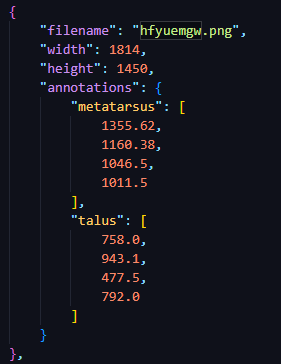 {
"filename": "hfyuemgw.png",
"width": 1814,
"height": 1450,
"annotations": {
"metatarsus": [
1355.62,
1160.38,
1046.5,
1011.5
],
"talus": [
758.0,
943.1,
477.5,
792.0
]
}
},